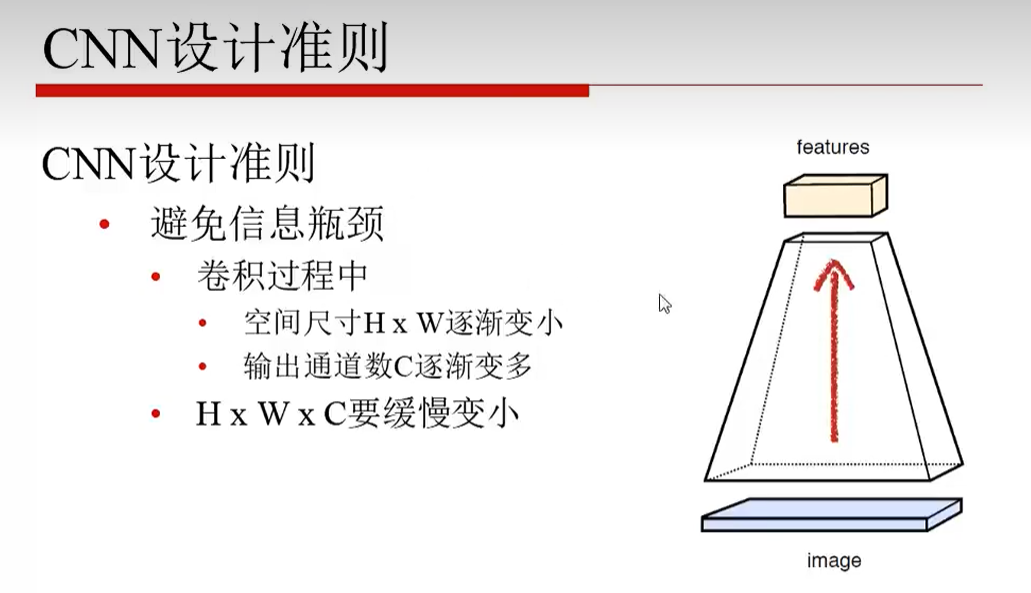 CNN设计准则
CNN设计准则
避免信息瓶颈
卷积过程中
空间尺寸H x W逐渐变小
输出通道数C逐渐变多
H x W x C要缓慢变小
features
image